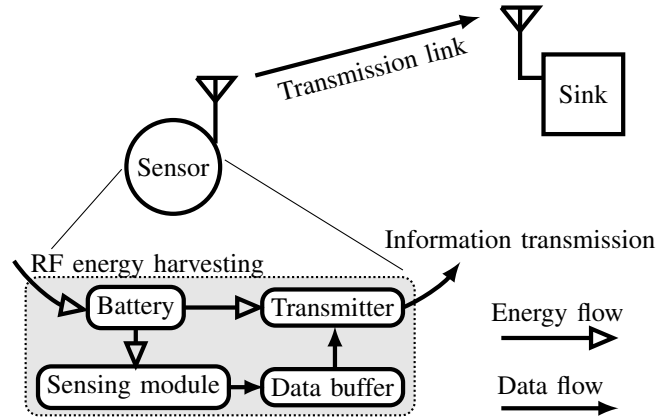 Transmission link
Sink
Sensor
Information transmission
RF energy harvesting
Battery
Transmitter
Energy flow
Sensing module
Data buffer
Data flow